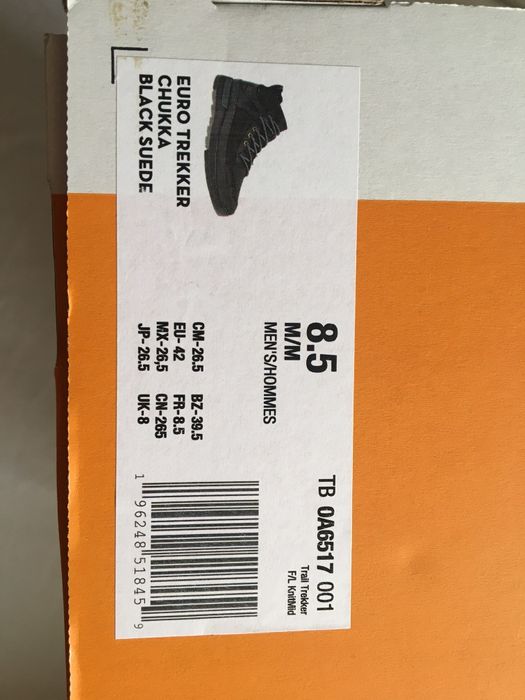 EURO TREKKER
CHUKKA
BLACK SUEDE
8.5
M/M
MEN'S/HOMMES
CM-26.5 BZ-39.5
EU-42 FR-8.5
MX-26,5 CN-265
JP-26.5 UK-8
TB 0A6517 001
Trail Trekker
F/L KnitMid
1 96248 51845 9